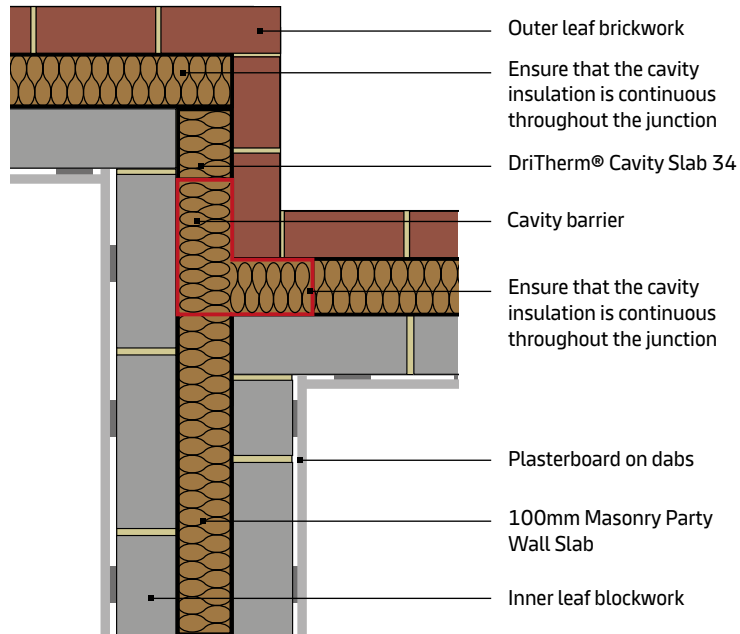 Outer leaf brickwork
Ensure that the cavity
insulation is continuous
throughout the junction
DriTherm® Cavity Slab 34
Cavity barrier
Ensure that the cavity
insulation is continuous
throughout the junction
Plasterboard on dabs
100mm Masonry Party
Wall Slab
Inner leaf blockwork